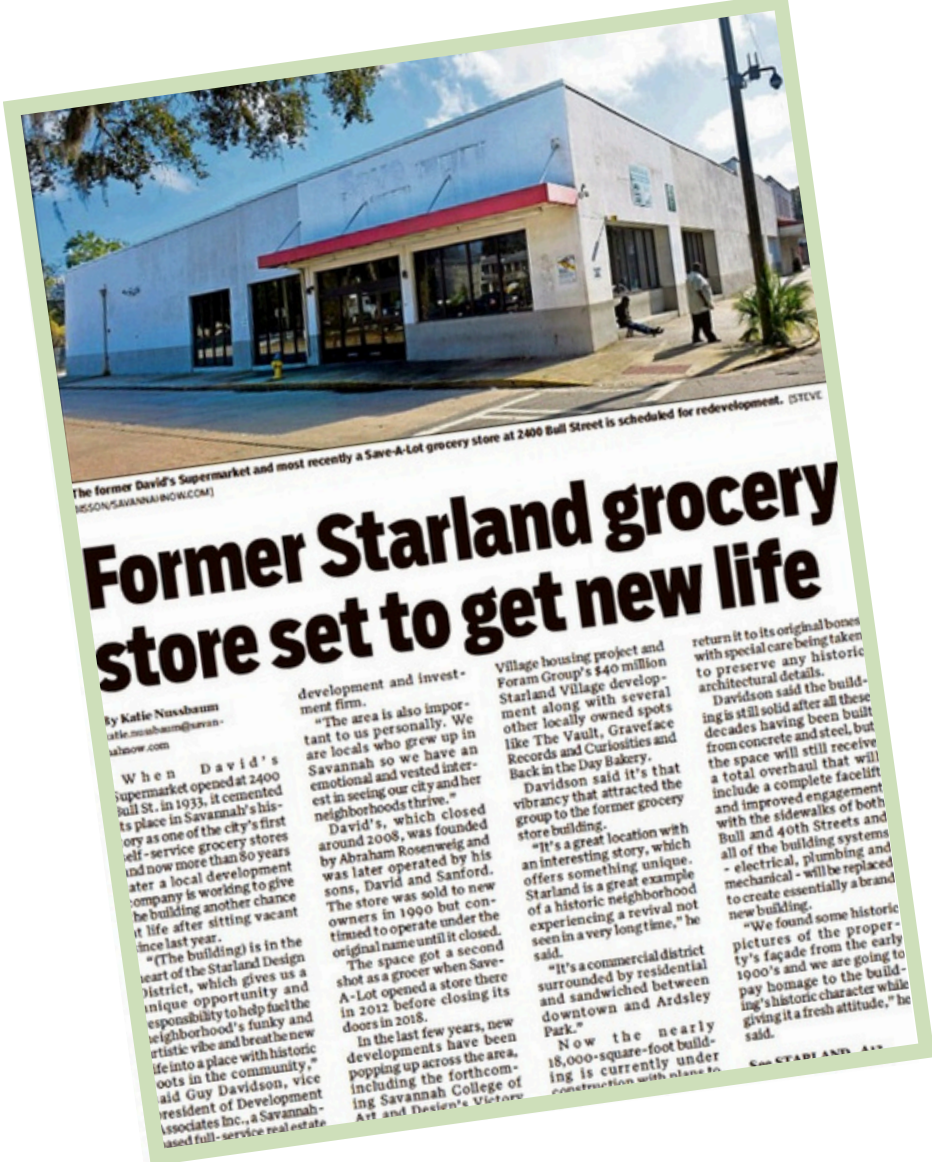 The former David's Supermarket and most recently a Save-A-Lot grocery store at 2400 Bull Street is scheduled for redevelopment. [STEVE
BISSON/SAVANNAHNOW.COM]
Former Starland grocery
store set to get new life
By Katie Nussbaum
katie.nussbaum@savan-
nahnow.com
When David's
Supermarket opened at 2400
Bull St. in 1933, it cemented
its place in Savannah's his-
tory as one of the city's first
self-service grocery stores
and now more than 80 years
later a local development
company is working to give
the building another chance
at life after sitting vacant
since last year.
"(The building) is in the
heart of the Starland Design
District, which gives us a
unique opportunity and
responsibility to help fuel the
neighborhood's funky and
artistic vibe and breathe new
life into a place with historic
roots in the community,"
said Guy Davidson, vice
president of Development
Associates Inc., a Savannah-
based full-service real estate
development and invest-
ment firm.
"The area is also impor-
tant to us personally. We
are locals who grew up in
Savannah so we have an
emotional and vested inter-
est in seeing our city and her
neighborhoods thrive."
David's, which closed
around 2008, was founded
by Abraham Rosenweig and
was later operated by his
sons, David and Sanford.
The store was sold to new
owners in 1990 but con-
tinued to operate under the
original name until it closed.
The space got a second
shot as a grocer when Save-
A-Lot opened a store there
in 2012 before closing its
doors in 2018.
In the last few years, new
developments have been
popping up across the area,
including the forthcom-
ing Savannah College of
Art and Design's Victory
Village housing project and
Foram Group's $40 million
Starland Village develop-
ment along with several
other locally owned spots
like The Vault, Graveface
Records and Curiosities and
Back in the Day Bakery.
Davidson said it's that
vibrancy that attracted the
group to the former grocery
store building.
"It's a great location with
an interesting story, which
offers something unique.
Starland is a great example
of a historic neighborhood
experiencing a revival not
seen in a very long time," he
said.
"It's a commercial district
surrounded by residential
and sandwiched between
downtown and Ardsley
Park."
Now the nearly
18,000-square-foot build-
ing is currently under
construction with plans to
return it to its original bones
with special care being taken
to preserve any historic
architectural details.
Davidson said the build-
ing is still solid after all these
decades having been built
from concrete and steel, but
the space will still receive
a total overhaul that will
include a complete facelift
and improved engagement
with the sidewalks of both
Bull and 40th Streets and
all of the building systems
- electrical, plumbing and
mechanical - will be replaced
to create essentially a brand
new building.
"We found some historic
pictures of the proper-
ty's façade from the early
1900's and we are going to
pay homage to the build-
ing's historic character while
giving it a fresh attitude," he
said.
See STARLAND,